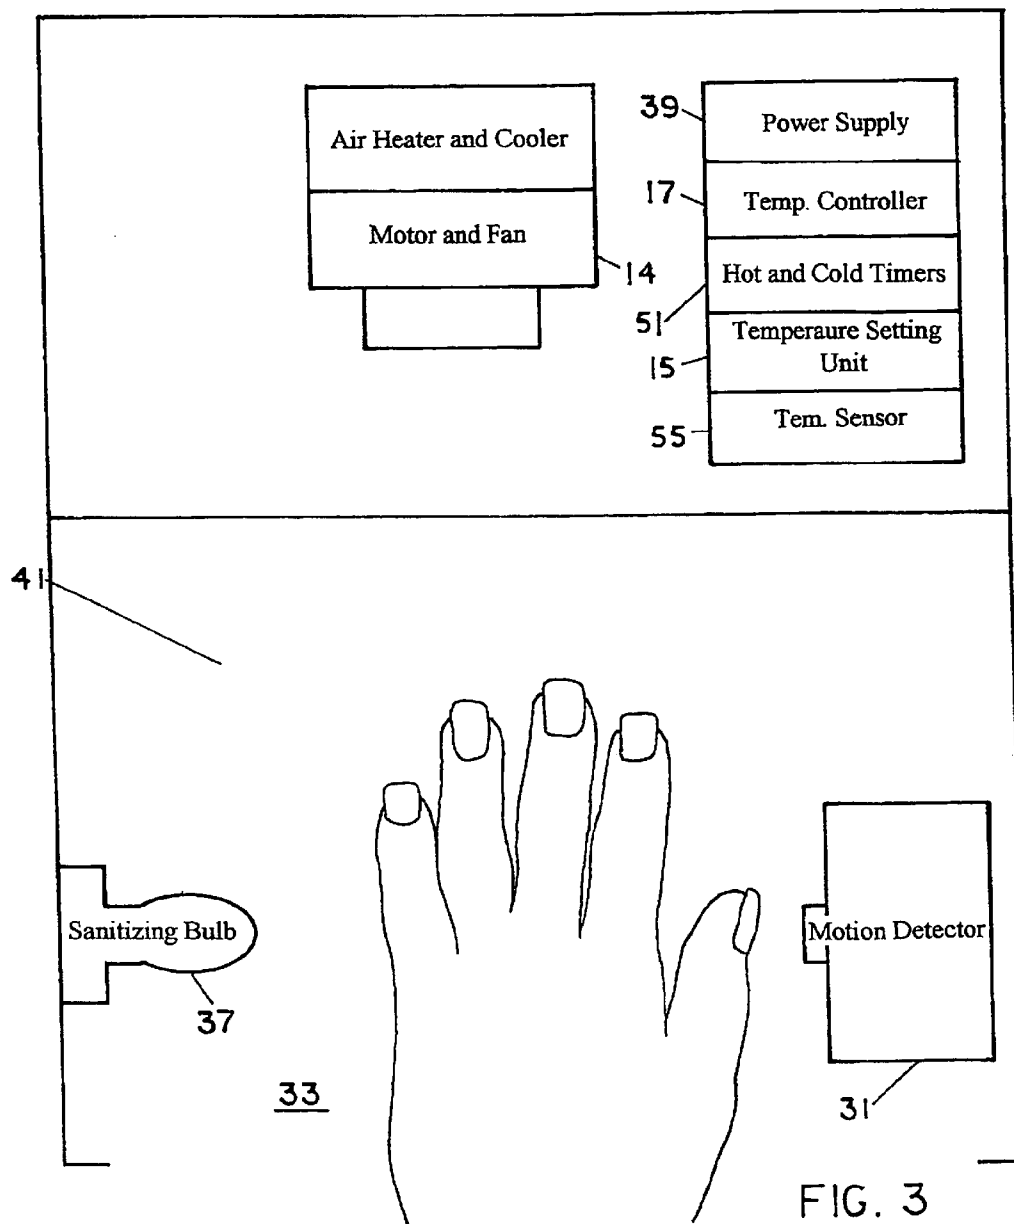 Air Heater and Cooler
Motor and Fan
14
39
Power Supply
17
Temp. Controller
Hot and Cold Timers
51
Temperaure Setting
Unit
15
Tem. Sensor
55
41
Sanitizing Bulb
37
Motion Detector
31
33
FIG. 3